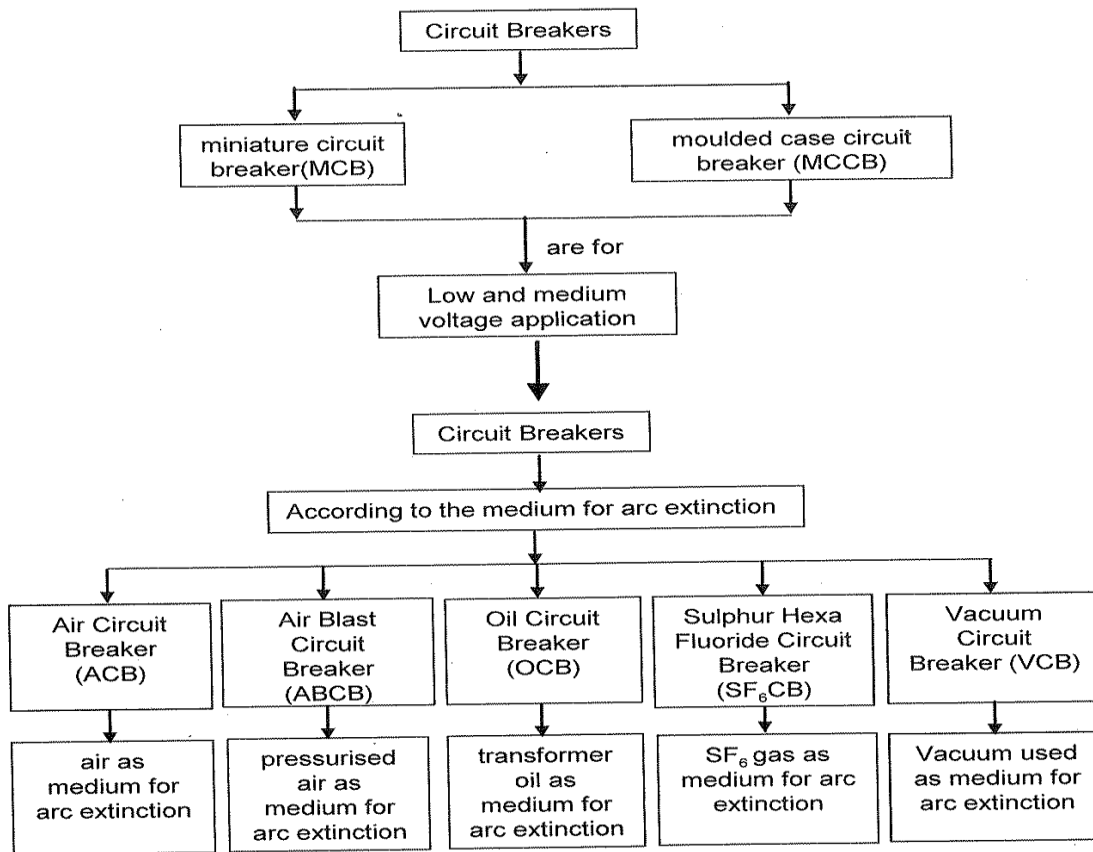 Circuit Breakers
miniature circuit
breaker(MCB)
moulded case circuit
breaker (MCCB)
are for
Low and medium
voltage application
Circuit Breakers
According to the medium for arc extinction
Air Circuit
Breaker
(ACB)
Air Blast
Circuit
Breaker
(ABCB)
Oil Circuit
Breaker
(OCB)
Sulphur Hexa
Fluoride Circuit
Breaker
(SF₆CB)
Vacuum
Circuit
Breaker (VCB)
air as
medium for
arc extinction
pressurised
air as
medium for
arc extinction
transformer
oil as
medium for
arc extinction
SF₆ gas as
medium for arc
extinction
Vacuum used
as medium for
arc extinction